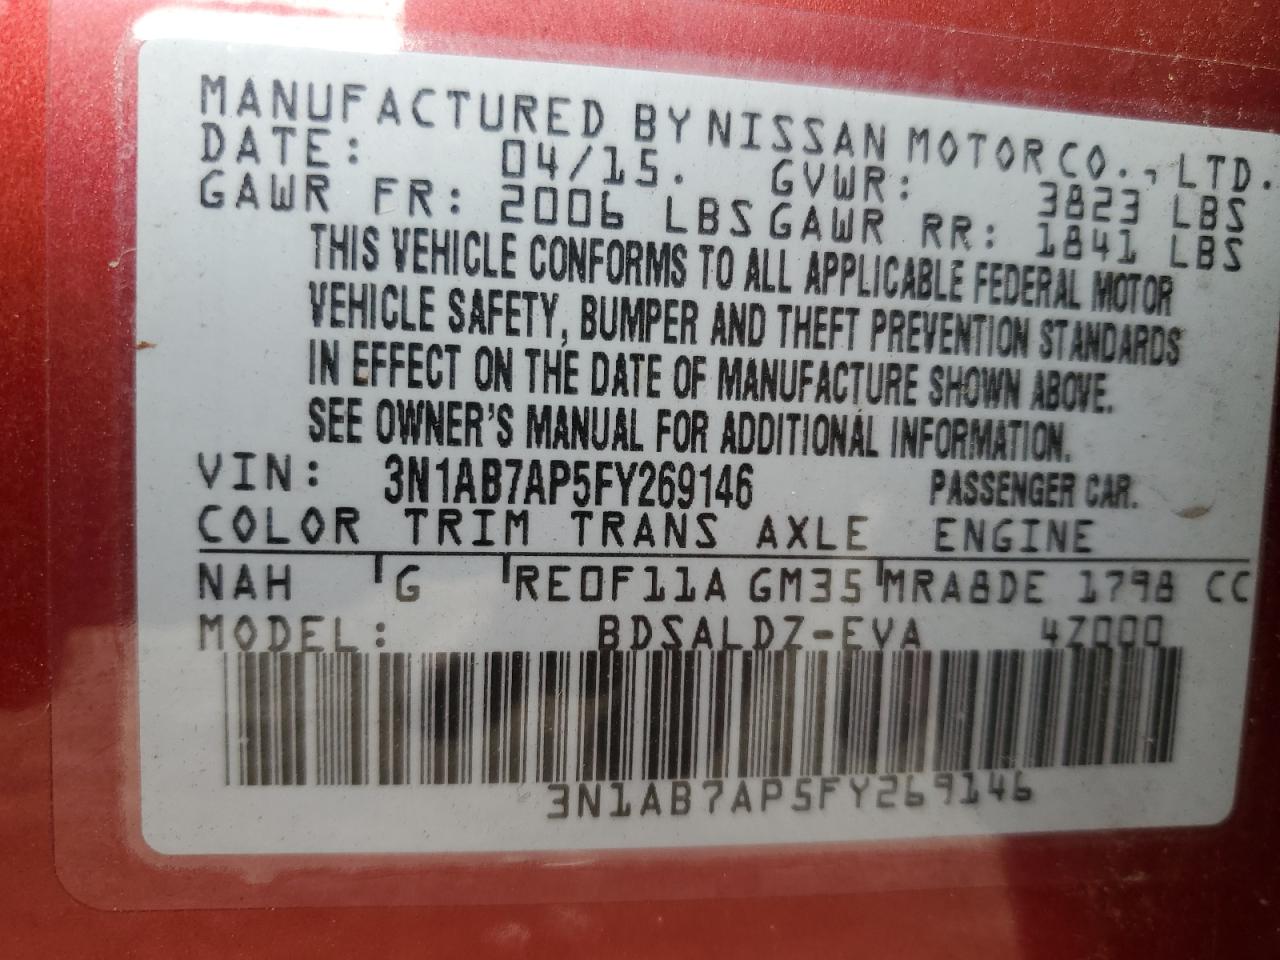 MANUFACTURED BY NISSAN MOTOR CO., LTD.
DATE: 04/15. GVWR: 3823 LBS
GAWR FR: 2006 LBS GAWR RR: 1841 LBS
THIS VEHICLE CONFORMS TO ALL APPLICABLE FEDERAL MOTOR
VEHICLE SAFETY, BUMPER AND THEFT PREVENTION STANDARDS
IN EFFECT ON THE DATE OF MANUFACTURE SHOWN ABOVE.
SEE OWNER'S MANUAL FOR ADDITIONAL INFORMATION.
VIN: 3N1AB7AP5FY269146 PASSENGER CAR.
COLOR TRIM TRANS AXLE ENGINE
NAH G RE0F11A GM35 MRA8DE 1798 CC
MODEL: BDSALDZ-EVA 4Z000
3N1AB7AP5FY269146